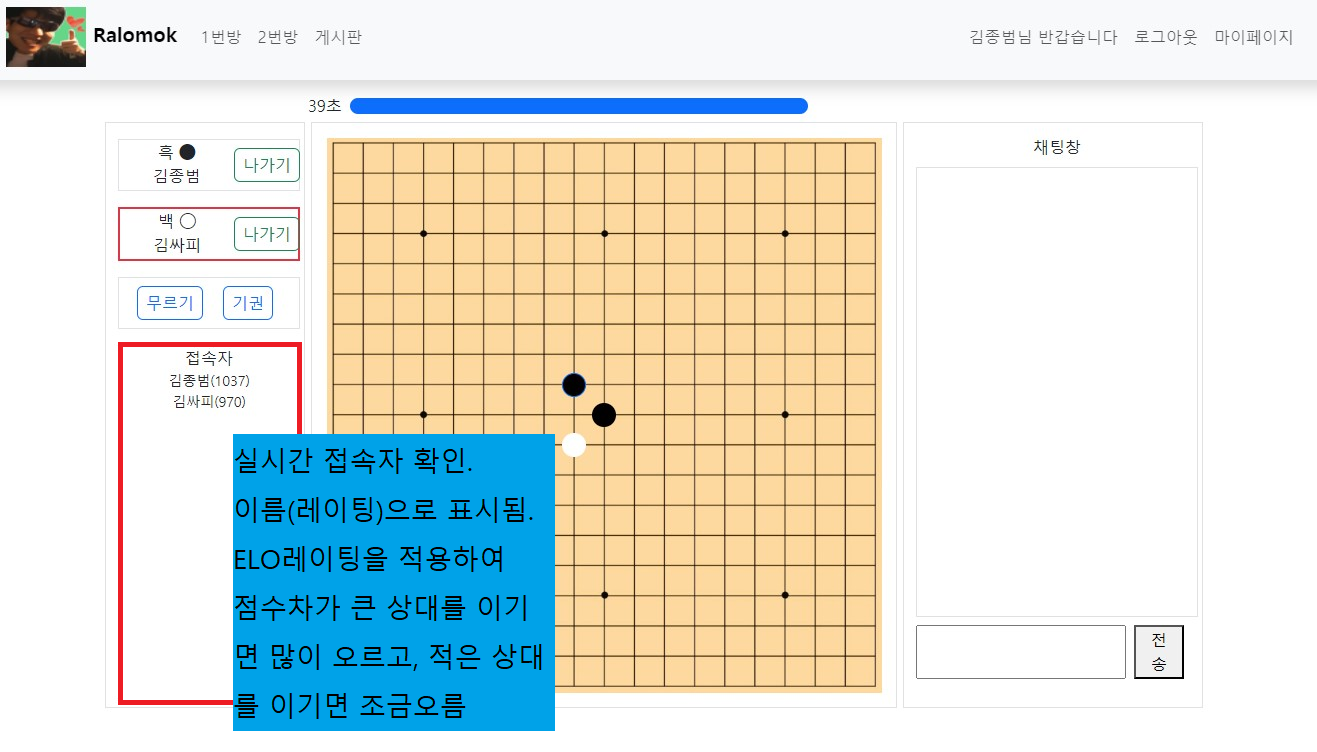 Ralomok 1번방 2번방 게시판 김종범님 반갑습니다 로그아웃 마이페이지
39초
흑
김종범
나가기
백
김싸피
나가기
무르기 기권
접속자
김종범(1037)
김싸피(970)
실시간 접속자 확인.
이름(레이팅)으로 표시됨.
ELO레이팅을 적용하여
점수차가 큰 상대를 이기
면 많이 오르고, 적은 상대
를 이기면 조금오름
채팅창
전
송